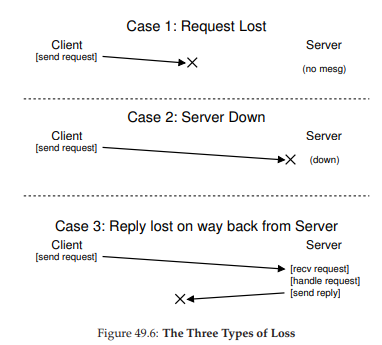 Case 1: Request Lost
Client Server
[send request]
(no mesg)
Case 2: Server Down
Client Server
[send request] (down)
Case 3: Reply lost on way back from Server
Client Server
[send request]
[recv request]
[handle request]
[send reply]
Figure 49.6: The Three Types of Loss